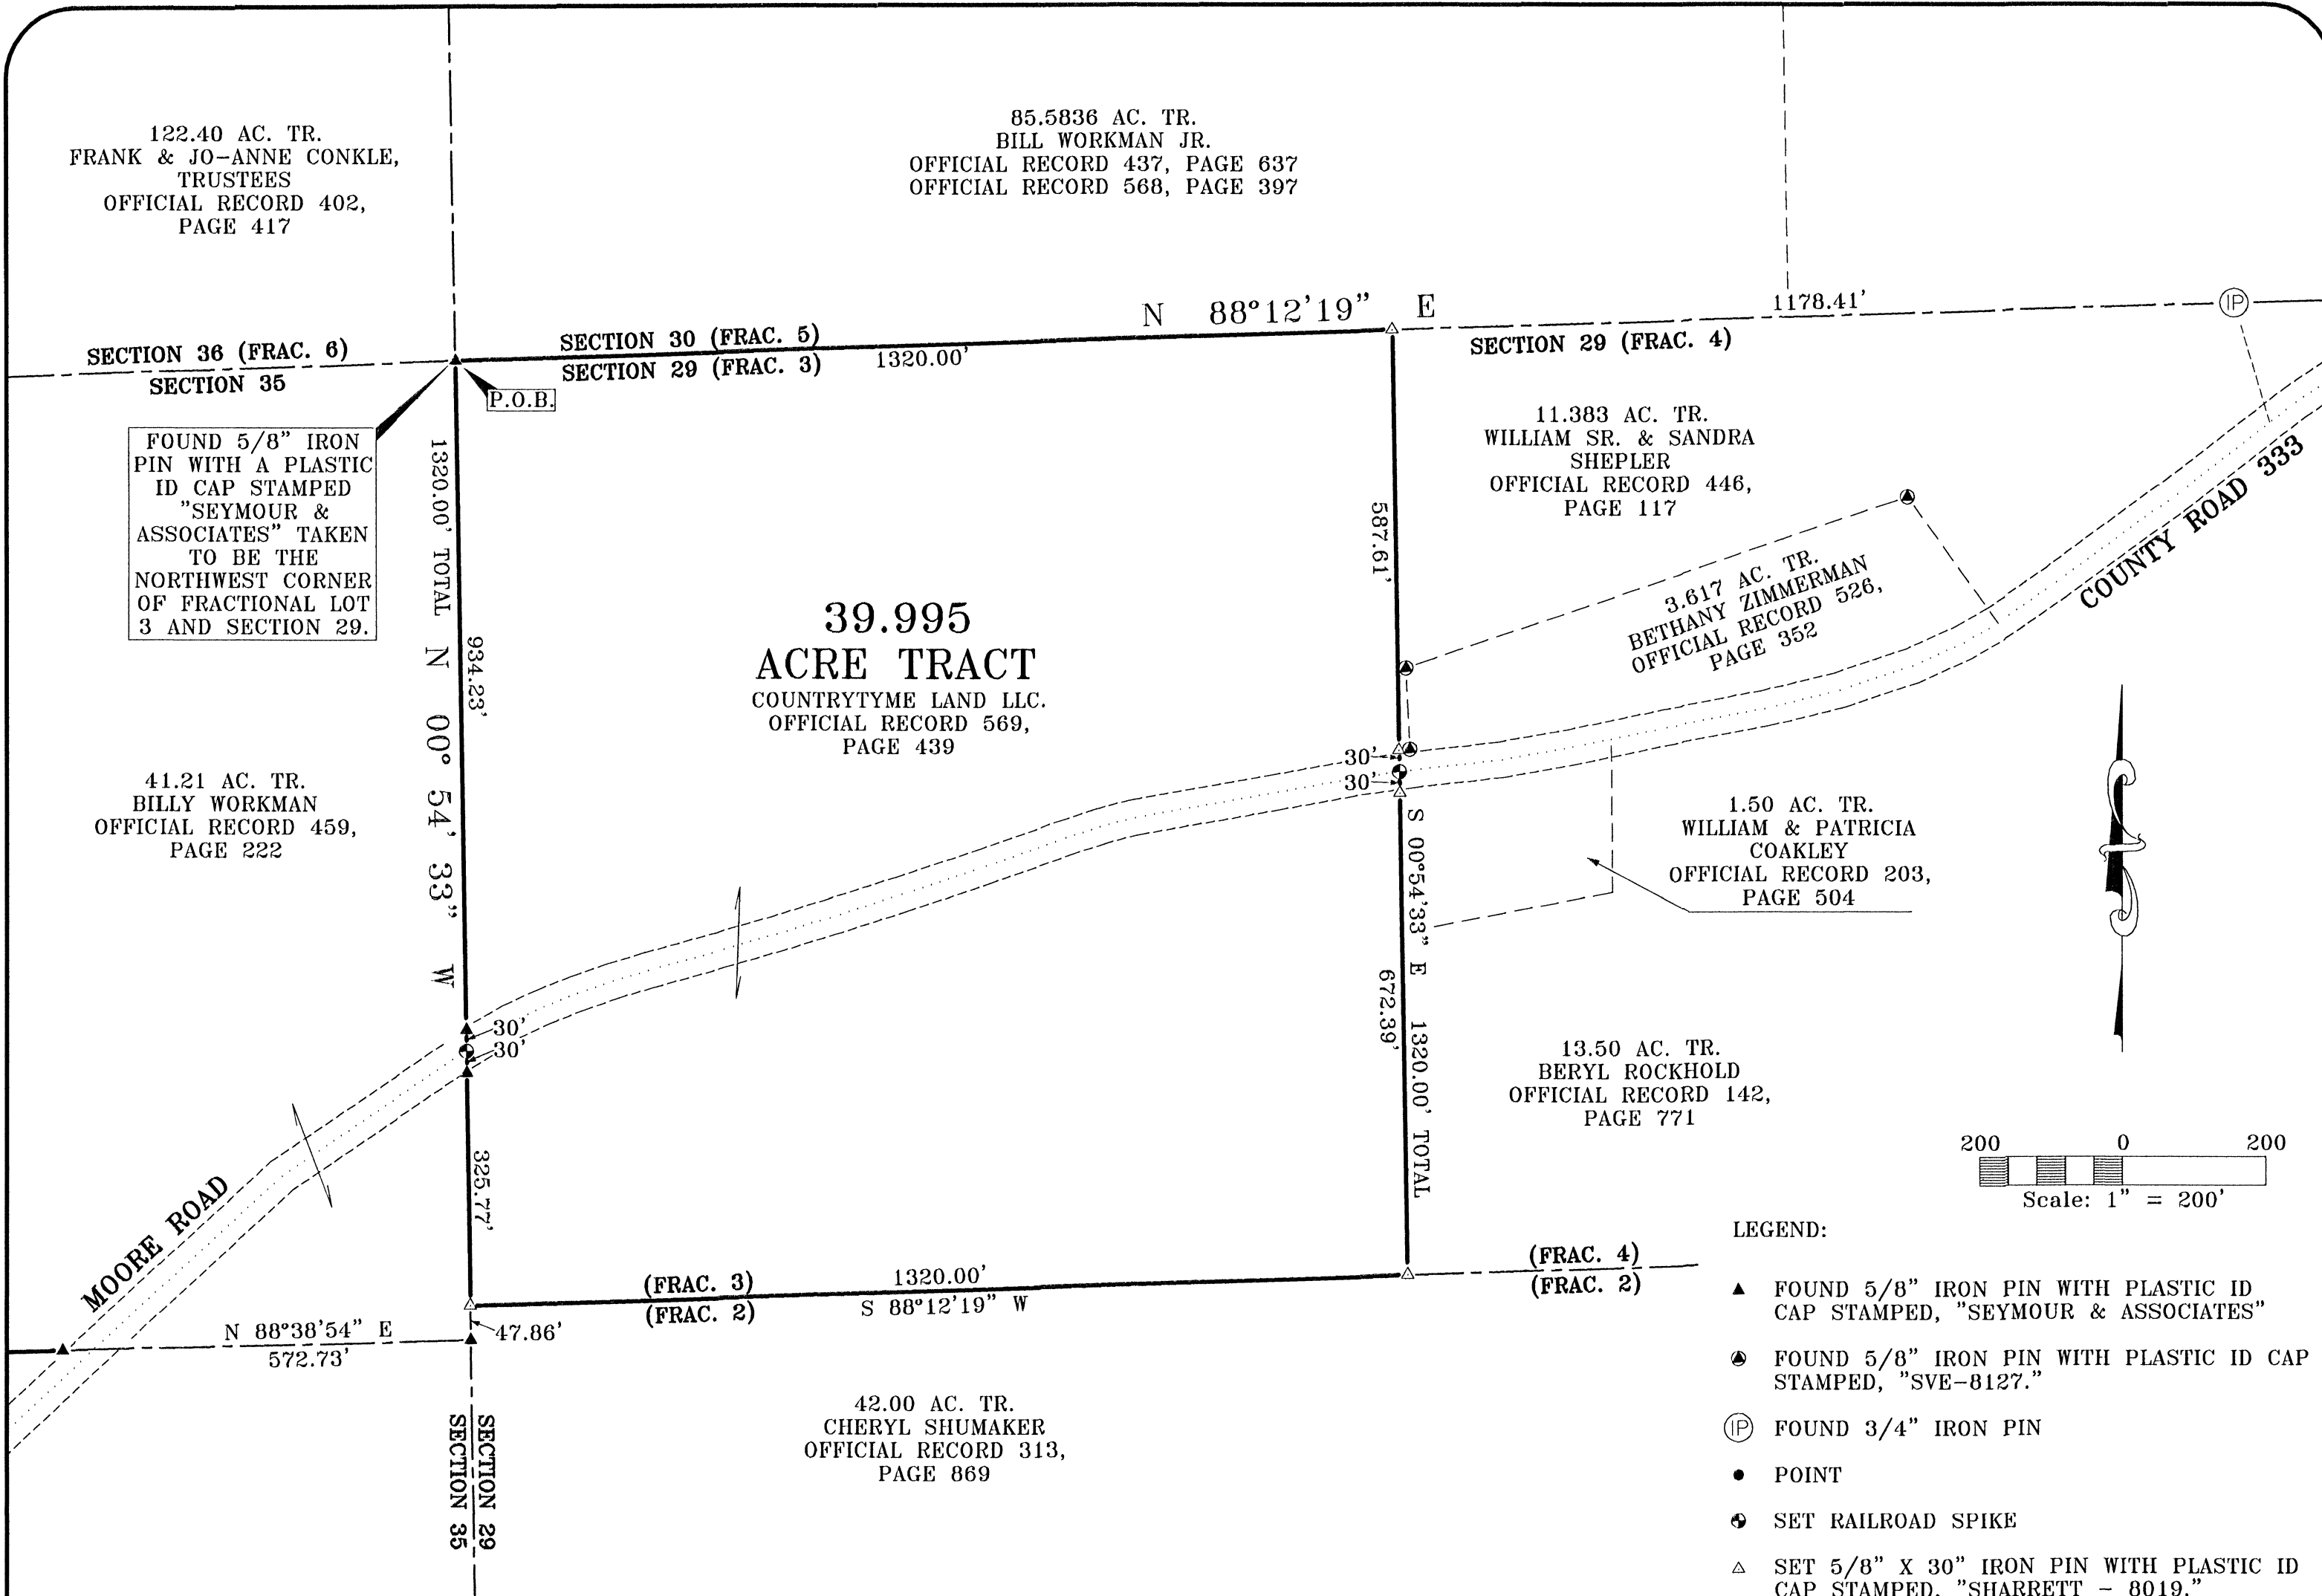 122.40 AC. TR.
FRANK & JO-ANNE CONKLE,
TRUSTEES
OFFICIAL RECORD 402,
PAGE 417
85.5836 AC. TR.
BILL WORKMAN JR.
OFFICIAL RECORD 437, PAGE 637
OFFICIAL RECORD 568, PAGE 397
N 88°12'19" E
1178.41'
IP
SECTION 36 (FRAC. 6)
SECTION 35
SECTION 30 (FRAC. 5)
SECTION 29 (FRAC. 3)
1320.00'
SECTION 29 (FRAC. 4)
P.O.B.
FOUND 5/8" IRON
PIN WITH A PLASTIC
ID CAP STAMPED
"SEYMOUR &
ASSOCIATES" TAKEN
TO BE THE
NORTHWEST CORNER
OF FRACTIONAL LOT
3 AND SECTION 29.
1320.00' TOTAL
N 00° 54' 33" W
934.23'
39.995
ACRE TRACT
COUNTRYTYME LAND LLC.
OFFICIAL RECORD 569,
PAGE 439
587.61'
11.383 AC. TR.
WILLIAM SR. & SANDRA
SHEPLER
OFFICIAL RECORD 446,
PAGE 117
COUNTY ROAD 333
3.617 AC. TR.
BETHANY ZIMMERMAN
OFFICIAL RECORD 526,
PAGE 352
30'
30'
41.21 AC. TR.
BILLY WORKMAN
OFFICIAL RECORD 459,
PAGE 222
S 00°54'33" E 1320.00' TOTAL
672.39'
1.50 AC. TR.
WILLIAM & PATRICIA
COAKLEY
OFFICIAL RECORD 203,
PAGE 504
30'
30'
13.50 AC. TR.
BERYL ROCKHOLD
OFFICIAL RECORD 142,
PAGE 771
325.77'
MOORE ROAD
200 0 200
Scale: 1" = 200'
(FRAC. 3)
(FRAC. 2)
1320.00'
S 88°12'19" W
(FRAC. 4)
(FRAC. 2)
N 88°38'54" E
572.73'
47.86'
42.00 AC. TR.
CHERYL SHUMAKER
OFFICIAL RECORD 313,
PAGE 869
SECTION 29
SECTION 35
LEGEND:
FOUND 5/8" IRON PIN WITH PLASTIC ID
CAP STAMPED, "SEYMOUR & ASSOCIATES"
FOUND 5/8" IRON PIN WITH PLASTIC ID CAP
STAMPED, "SVE-8127."
IP FOUND 3/4" IRON PIN
POINT
SET RAILROAD SPIKE
SET 5/8" X 30" IRON PIN WITH PLASTIC ID
CAP STAMPED, "SHARRETT - 8019."